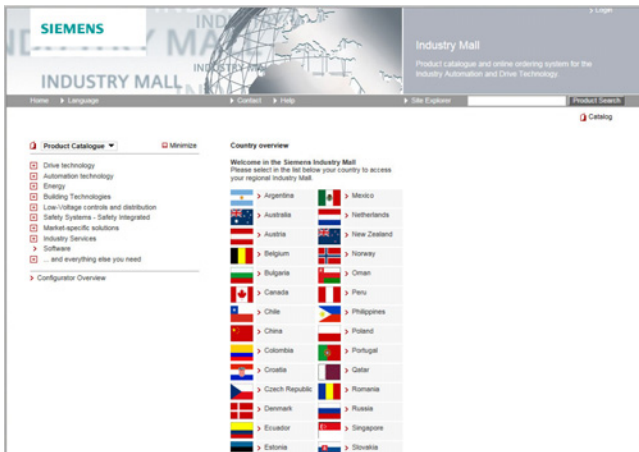 > Login
SIEMENS
INDUSTRY MALL
Industry Mall
Product catalogue and online ordering system for the
Industry Automation and Drive Technology
Home > Language > Contact > Help > Site Explorer Product Search
Catalog
Product Catalogue Minimize
Drive technology
Automation technology
Energy
Building Technologies
Low-Voltage controls and distribution
Safety Systems - Safety Integrated
Market-specific solutions
Industry Services
> Software
... and everything else you need
> Configurator Overview
Country overview
Welcome in the Siemens Industry Mall
Please select in the list below your country to access
your regional Industry Mall.
> Argentina > Mexico
> Australia > Netherlands
> Austria > New Zealand
> Belgium > Norway
> Bulgaria > Oman
> Canada > Peru
> Chile > Philippines
> China > Poland
> Colombia > Portugal
> Croatia > Qatar
> Czech Republic > Romania
> Denmark > Russia
> Ecuador > Singapore
> Estonia > Slovakia